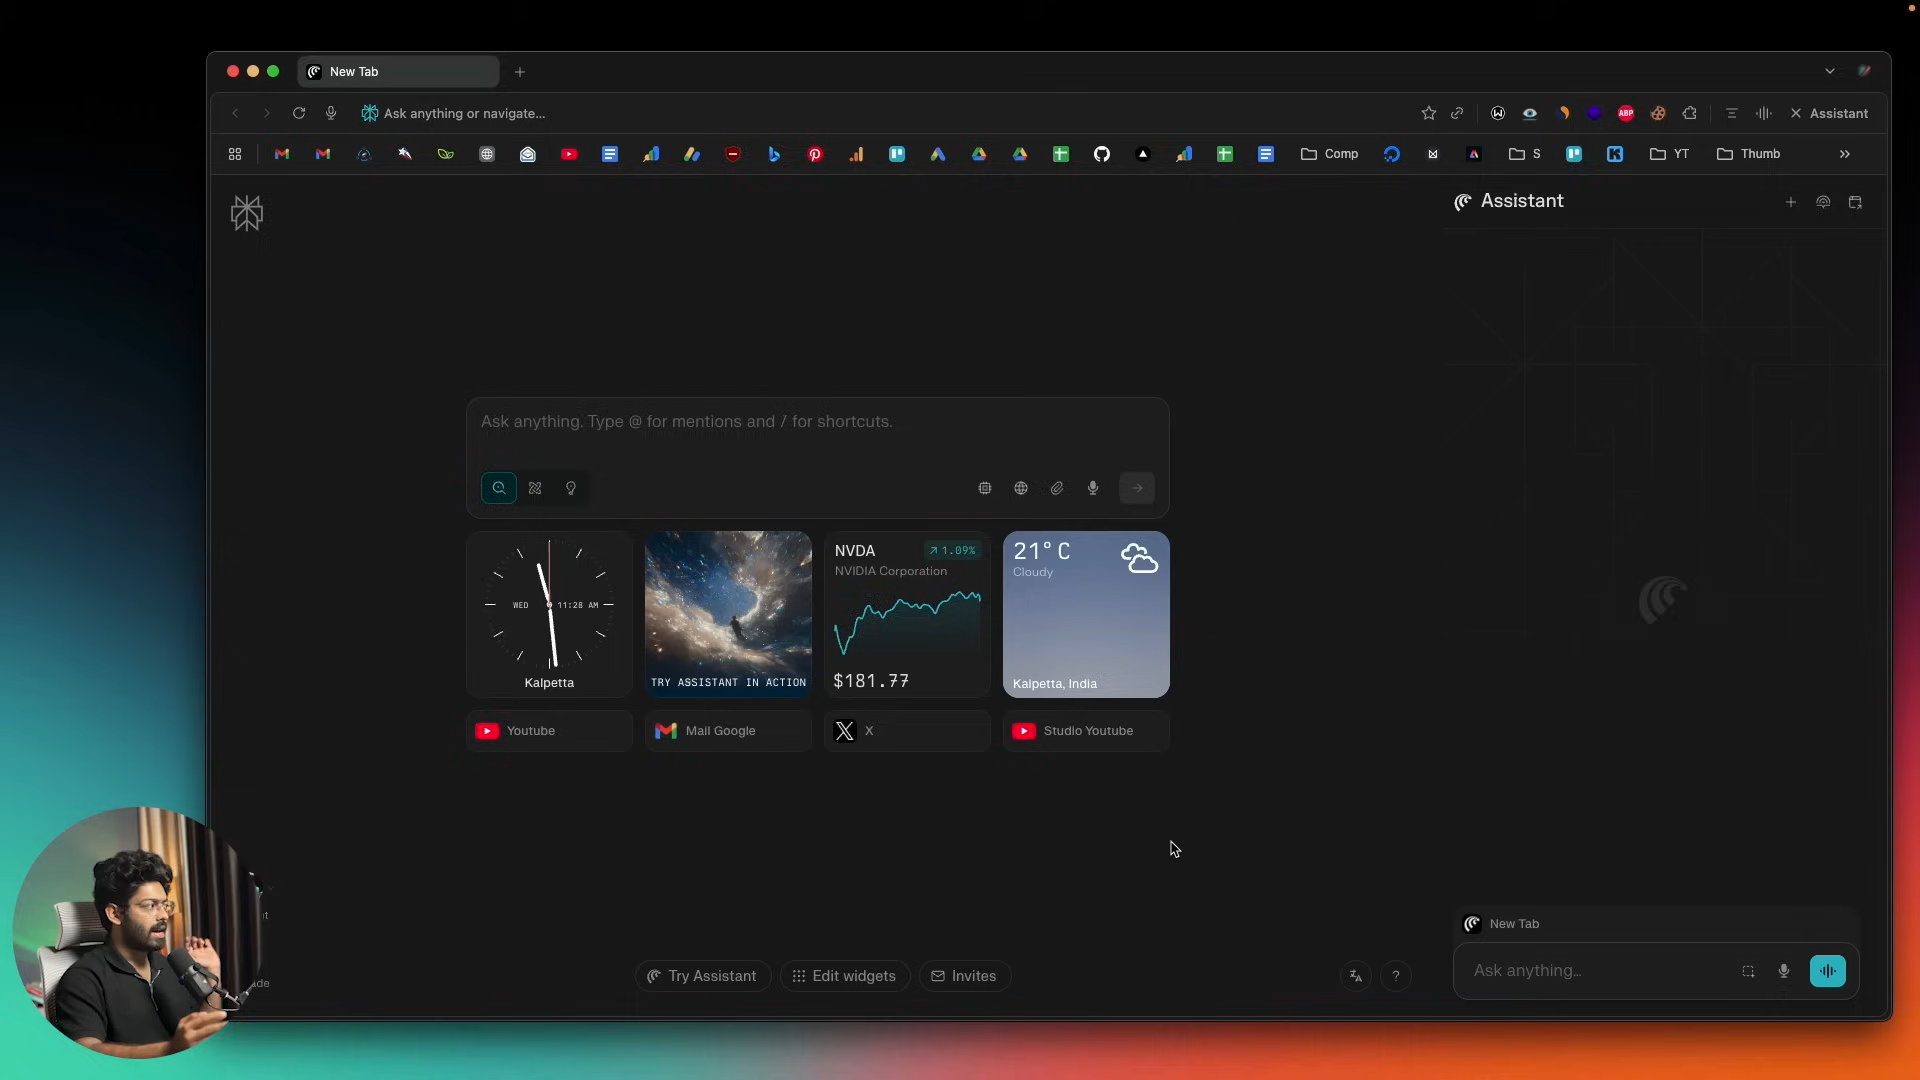 New Tab
Ask anything or navigate...
ABP
Assistant
Comp
S
YT
Thumb
Assistant
Ask anything. Type @ for mentions and / for shortcuts.
WED
11:28 AM
Kalpetta
TRY ASSISTANT IN ACTION
NVDA
1.09%
NVIDIA Corporation
$181.77
21° C
Cloudy
Kalpetta, India
Youtube
Mail Google
X
Studio Youtube
New Tab
Ask anything...
Try Assistant
Edit widgets
Invites
?